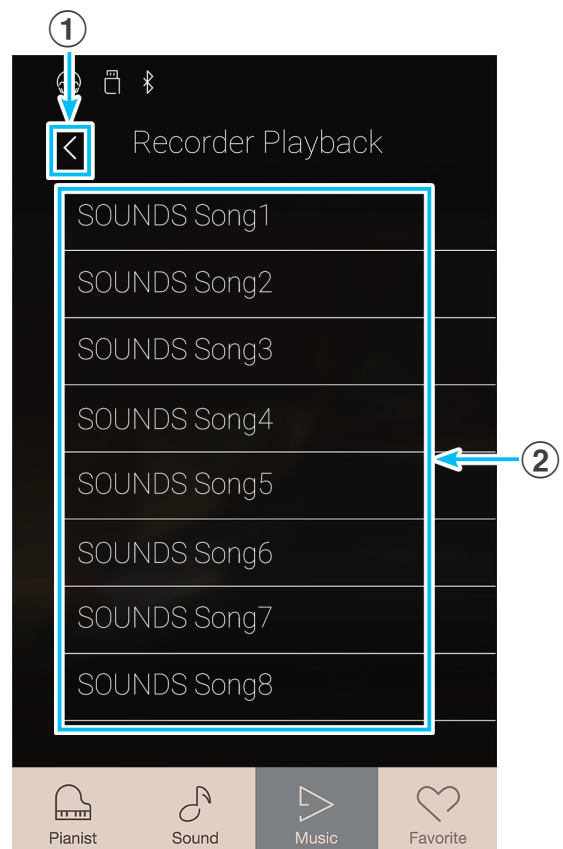 1
Recorder Playback
SOUNDS Song1
SOUNDS Song2
SOUNDS Song3
SOUNDS Song4
2
SOUNDS Song5
SOUNDS Song6
SOUNDS Song7
SOUNDS Song8
Pianist Sound Music Favorite